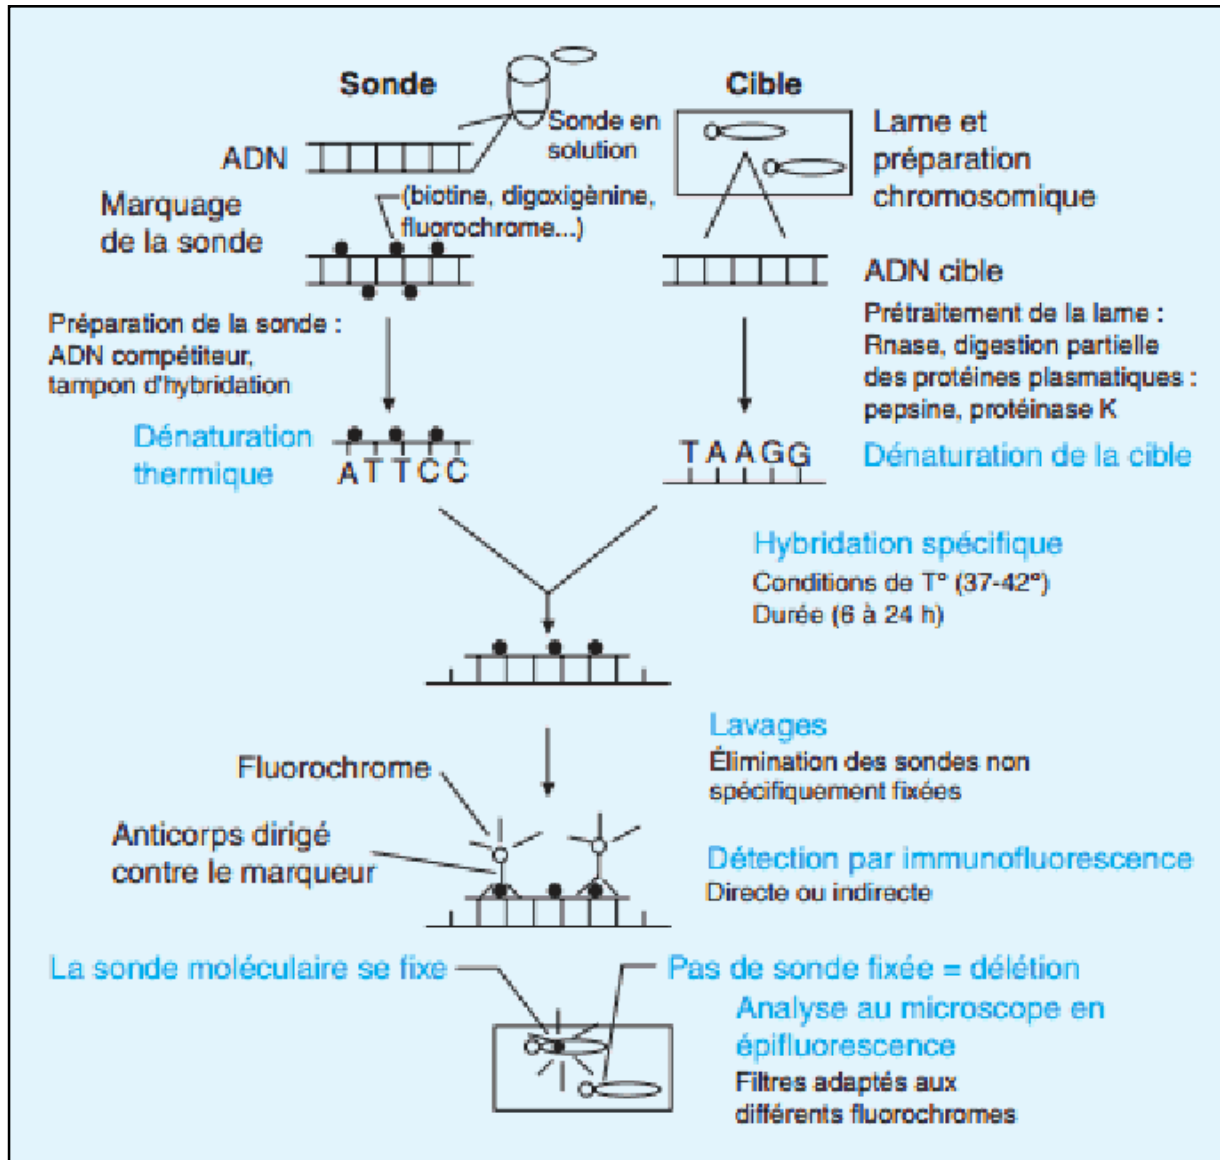 Sonde
Cible
Sonde en
solution
ADN
Lame et
préparation
chromosomique
Marquage
de la sonde
(biotine, digoxigènine,
fluorochrome...)
ADN cible
Préparation de la sonde :
ADN compétiteur,
tampon d'hybridation
Prétraitement de la lame :
Rnase, digestion partielle
des protéines plasmatiques :
pepsine, protéinase K
Dénaturation
thermique
A T T C C
T A A G G
Dénaturation de la cible
Hybridation spécifique
Conditions de T° (37-42°)
Durée (6 à 24 h)
Lavages
Élimination des sondes non
spécifiquement fixées
Fluorochrome
Anticorps dirigé
contre le marqueur
Détection par immunofluorescence
Directe ou indirecte
La sonde moléculaire se fixe
Pas de sonde fixée = délétion
Analyse au microscope en
épifluorescence
Filtres adaptés aux
différents fluorochromes